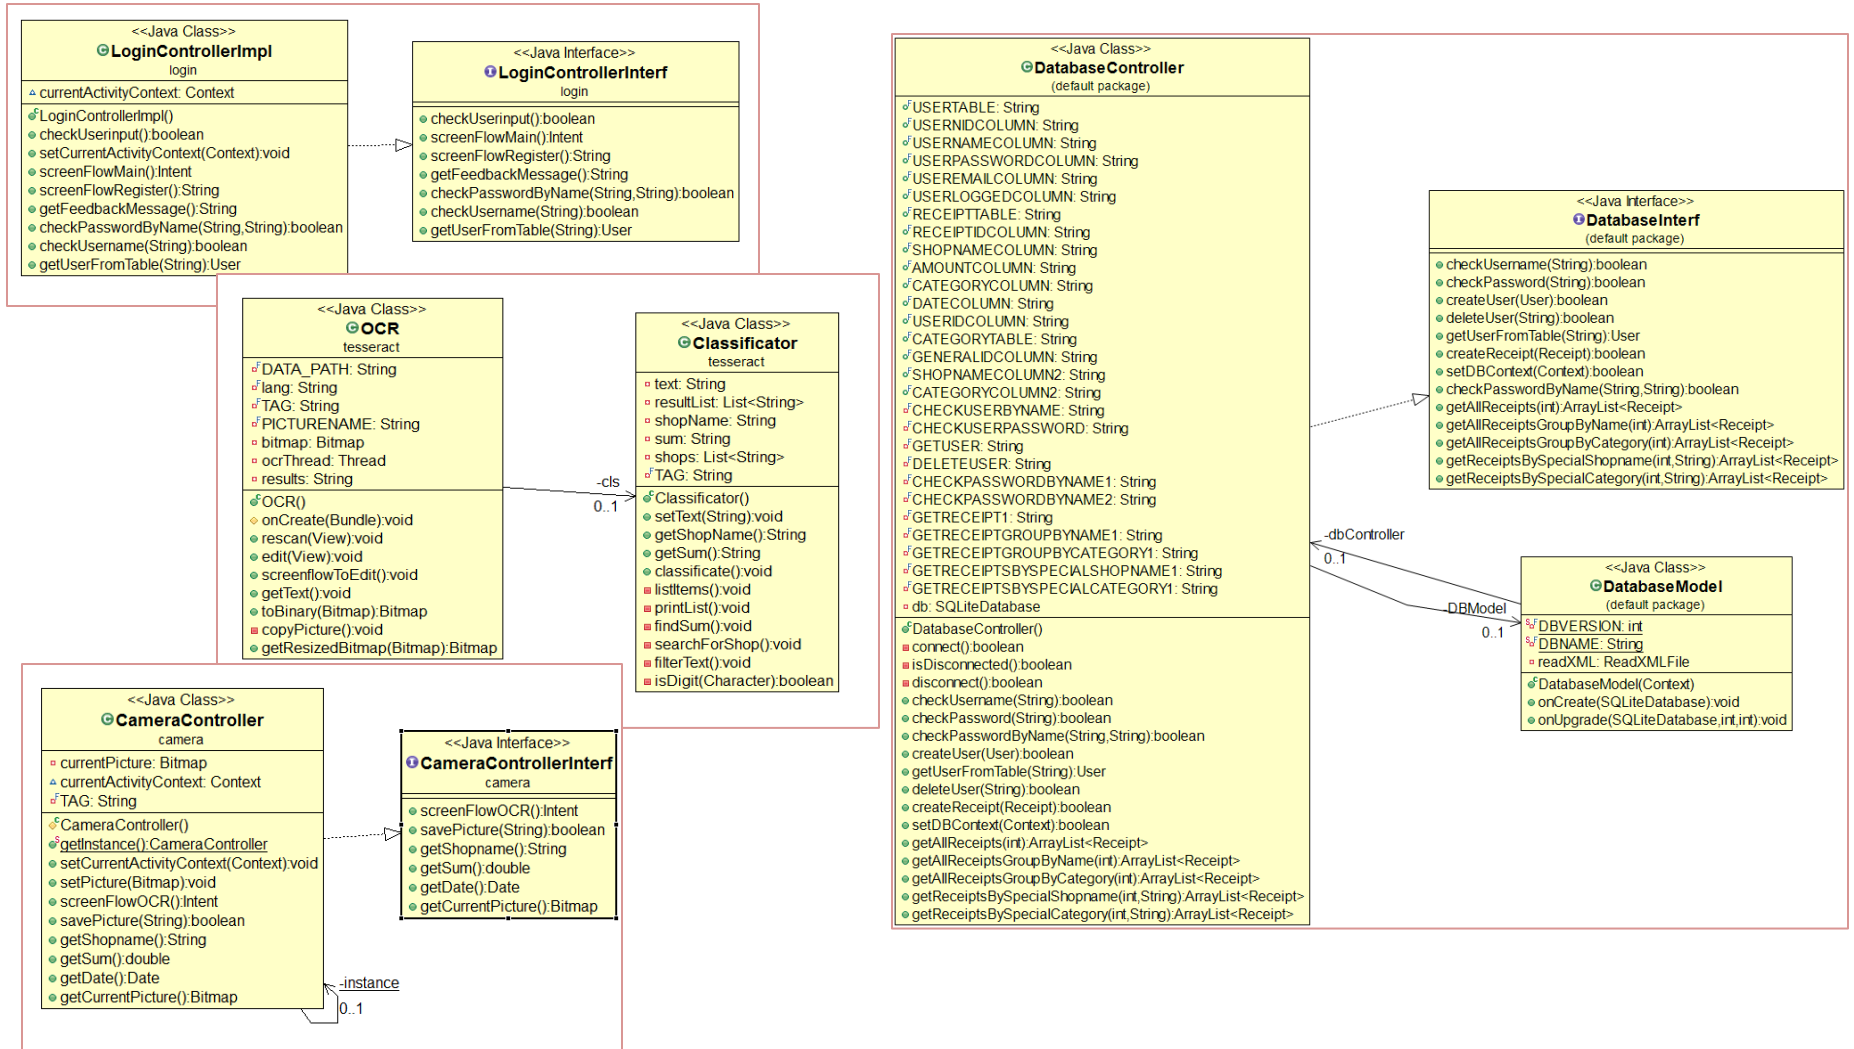 <<Java Class>>
LoginControllerImpl
login
currentActivityContext: Context
LoginControllerImpl()
checkUserinput():boolean
setCurrentActivityContext(Context):void
screenFlowMain():Intent
screenFlowRegister():String
getFeedbackMessage():String
checkPasswordByName(String,String):boolean
checkUsername(String):boolean
getUserFromTable(String):User
<<Java Interface>>
LoginControllerInterf
login
checkUserinput():boolean
screenFlowMain():Intent
screenFlowRegister():String
getFeedbackMessage():String
checkPasswordByName(String,String):boolean
checkUsername(String):boolean
getUserFromTable(String):User
<<Java Class>>
OCR
tesseract
DATA_PATH: String
lang: String
TAG: String
PICTURENAME: String
bitmap: Bitmap
ocrThread: Thread
results: String
OCR()
onCreate(Bundle):void
rescan(View):void
edit(View):void
screenflowToEdit():void
getText():void
toBinary(Bitmap):Bitmap
copyPicture():void
getResizedBitmap(Bitmap):Bitmap
-cls
0..1
<<Java Class>>
Classificator
tesseract
text: String
resultList: List<String>
shopName: String
sum: String
shops: List<String>
TAG: String
Classificator()
setText(String):void
getShopName():String
getSum():String
classificate():void
listItems():void
printList():void
findSum():void
searchForShop():void
filterText():void
isDigit(Character):boolean
<<Java Class>>
CameraController
camera
currentPicture: Bitmap
currentActivityContext: Context
TAG: String
CameraController()
getInstance():CameraController
setCurrentActivityContext(Context):void
setPicture(Bitmap):void
screenFlowOCR():Intent
savePicture(String):boolean
getShopname():String
getSum():double
getDate():Date
getCurrentPicture():Bitmap
-instance
0..1
<<Java Interface>>
CameraControllerInterf
camera
screenFlowOCR():Intent
savePicture(String):boolean
getShopname():String
getSum():double
getDate():Date
getCurrentPicture():Bitmap
<<Java Class>>
DatabaseController
(default package)
USERTABLE: String
USERNIDCOLUMN: String
USERNAMECOLUMN: String
USERPASSWORDCOLUMN: String
USEREMAILCOLUMN: String
USERLOGGEDCOLUMN: String
RECEIPTTABLE: String
RECEIPTIDCOLUMN: String
SHOPNAMECOLUMN: String
AMOUNTCOLUMN: String
CATEGORYCOLUMN: String
DATECOLUMN: String
USERIDCOLUMN: String
CATEGORYTABLE: String
GENERALIDCOLUMN: String
SHOPNAMECOLUMN2: String
CATEGORYCOLUMN2: String
CHECKUSERBYNAME: String
CHECKUSERPASSWORD: String
GETUSER: String
DELETEUSER: String
CHECKPASSWORDBYNAME1: String
CHECKPASSWORDBYNAME2: String
GETRECEIPT1: String
GETRECEIPTGROUPBYNAME1: String
GETRECEIPTGROUPBYCATEGORY1: String
GETRECEIPTSBYSPECIALSHOPNAME1: String
GETRECEIPTSBYSPECIALCATEGORY1: String
db: SQLiteDatabase
DatabaseController()
connect():boolean
isDisconnected():boolean
disconnect():boolean
checkUsername(String):boolean
checkPassword(String):boolean
checkPasswordByName(String,String):boolean
createUser(User):boolean
getUserFromTable(String):User
deleteUser(String):boolean
createReceipt(Receipt):boolean
setDBContext(Context):boolean
getAllReceipts(int):ArrayList<Receipt>
getAllReceiptsGroupByName(int):ArrayList<Receipt>
getAllReceiptsGroupByCategory(int):ArrayList<Receipt>
getReceiptsBySpecialShopname(int,String):ArrayList<Receipt>
getReceiptsBySpecialCategory(int,String):ArrayList<Receipt>
<<Java Interface>>
DatabaseInterf
(default package)
checkUsername(String):boolean
checkPassword(String):boolean
createUser(User):boolean
deleteUser(String):boolean
getUserFromTable(String):User
createReceipt(Receipt):boolean
setDBContext(Context):boolean
checkPasswordByName(String,String):boolean
getAllReceipts(int):ArrayList<Receipt>
getAllReceiptsGroupByName(int):ArrayList<Receipt>
getAllReceiptsGroupByCategory(int):ArrayList<Receipt>
getReceiptsBySpecialShopname(int,String):ArrayList<Receipt>
getReceiptsBySpecialCategory(int,String):ArrayList<Receipt>
-dbController
0..1
-DBModel
0..1
<<Java Class>>
DatabaseModel
(default package)
DBVERSION: int
DBNAME: String
readXML: ReadXMLFile
DatabaseModel(Context)
onCreate(SQLiteDatabase):void
onUpgrade(SQLiteDatabase,int,int):void